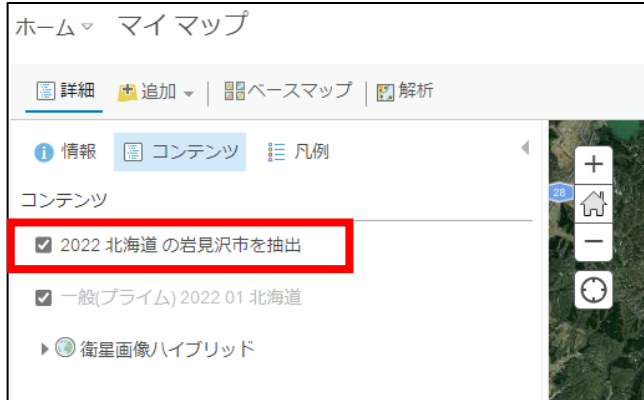 ホーム マイ マップ
詳細 追加 ベースマップ 解析
情報 コンテンツ 凡例
コンテンツ
28
2022 北海道 の岩見沢市を抽出
一般(プライム) 2022 01 北海道
衛星画像ハイブリッド